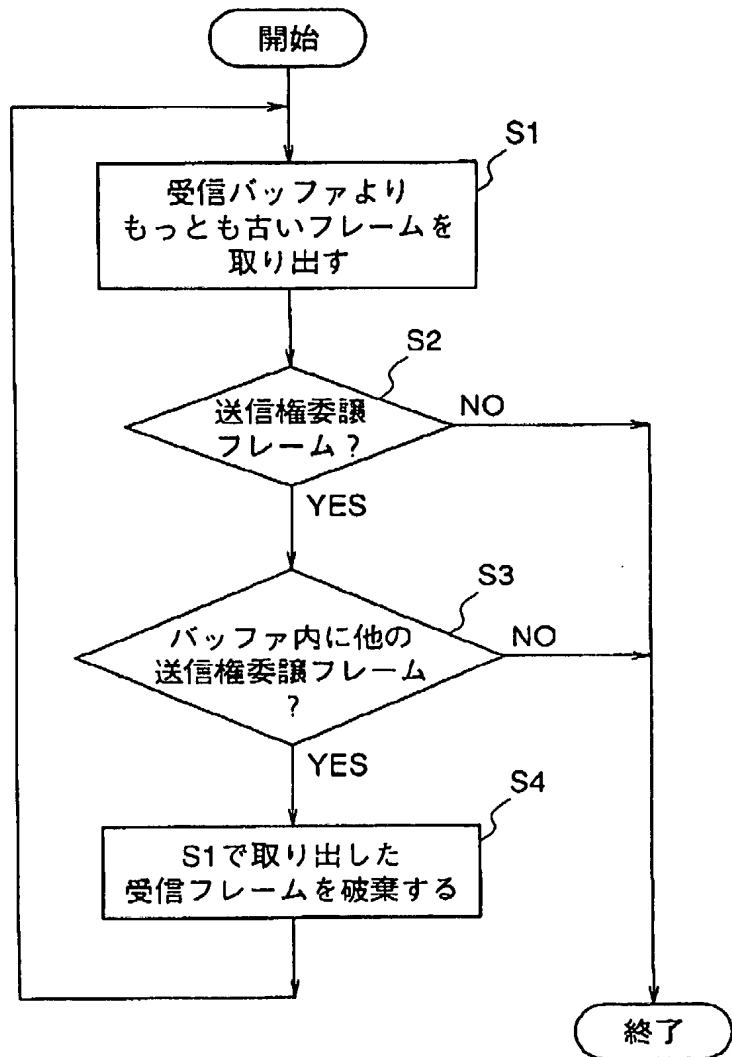 開始
S1
受信バッファより
もっとも古いフレームを
取り出す
S2
送信権委譲
フレーム？
NO
YES
S3
バッファ内に他の
送信権委譲フレーム
？
NO
YES
S4
S1で取り出した
受信フレームを破棄する
終了